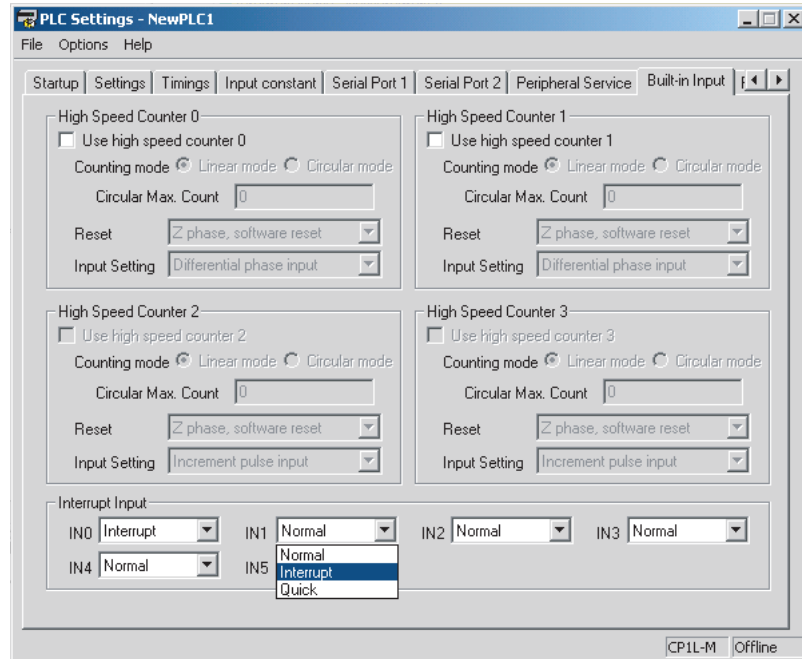 PLC Settings - NewPLC1
File Options Help
Startup Settings Timings Input constant Serial Port 1 Serial Port 2 Peripheral Service Built-in Input
High Speed Counter 0
Use high speed counter 0
Counting mode Linear mode Circular mode
Circular Max. Count 0
Reset Z phase, software reset
Input Setting Differential phase input
High Speed Counter 1
Use high speed counter 1
Counting mode Linear mode Circular mode
Circular Max. Count 0
Reset Z phase, software reset
Input Setting Differential phase input
High Speed Counter 2
Use high speed counter 2
Counting mode Linear mode Circular mode
Circular Max. Count 0
Reset Z phase, software reset
Input Setting Increment pulse input
High Speed Counter 3
Use high speed counter 3
Counting mode Linear mode Circular mode
Circular Max. Count 0
Reset Z phase, software reset
Input Setting Increment pulse input
Interrupt Input
IN0 Interrupt IN1 Normal IN2 Normal IN3 Normal
Normal
IN4 Normal IN5 Interrupt
Quick
CP1L-M Offline